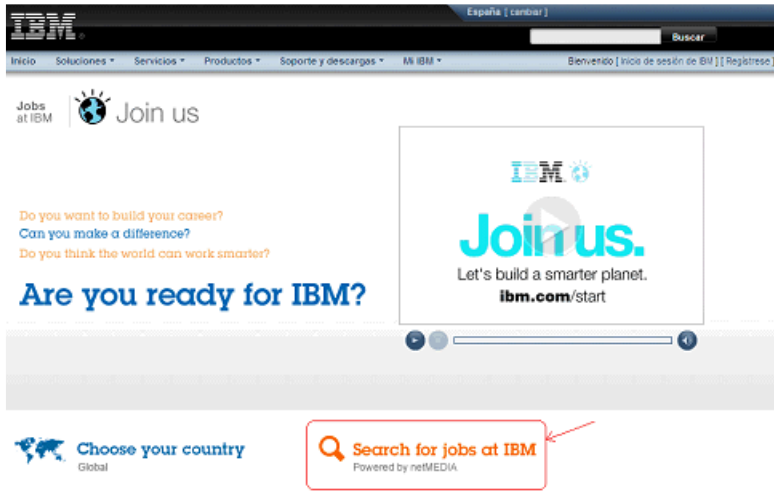 España [ cambiar ]
IBM®
Buscar
Inicio Soluciones Servicios Productos Soporte y descargas Mi IBM Bienvenido [ Inicio de sesión de IBM ] [ Regístrese ]
Jobs
at IBM
Join us
IBM
Join us.
Let's build a smarter planet.
ibm.com/start
Do you want to build your career?
Can you make a difference?
Do you think the world can work smarter?
Are you ready for IBM?
Choose your country
Global
Search for jobs at IBM
Powered by netMEDIA